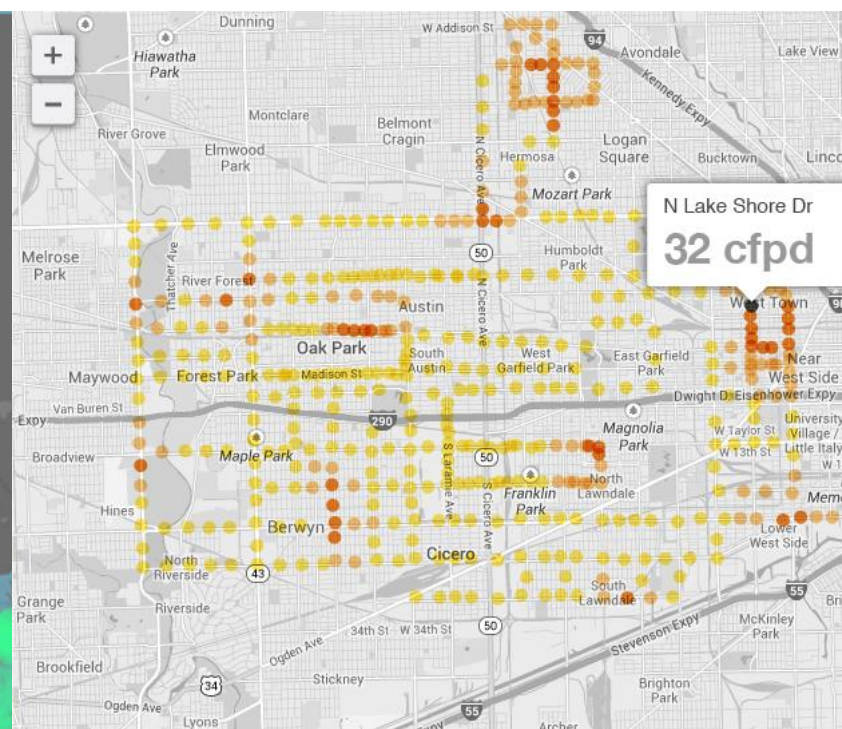 +
−
Dunning
Hiawatha
Park
W Addison St
94
Avondale
Lake View
Kennedy Expy
Montclare
River Grove
Belmont
Cragin
Elmwood
Park
N Cicero Ave
Hermosa
Logan
Square
Bucktown
Mozart Park
N Lake Shore Dr
32 cfpd
Melrose
Park
Thatcher Ave
River Forest
50
Humboldt
Park
N Cicero Ave
Austin
West Town
Oak Park
South
Austin
West
Garfield Park
East Garfield
Park
Near
West Side
Maywood
Forest Park
Madison St
Dwight D. Eisenhower Expy
Van Buren St
Expy
290
Magnolia
Park
University
Village /
Little Italy
W Taylor St
W 13th St
Broadview
Maple Park
50
S Laramie Ave
S Cicero Ave
Franklin
Park
North
Lawndale
Hines
Berwyn
Cicero
Lower
West Side
North
Riverside
43
South
Lawndale
55
Grange
Park
Riverside
Ogden Ave
34th St
W 34th St
50
Stevenson Expy
McKinley
Park
Brookfield
34
Stickney
Brighton
Park
Ogden Ave
Lyons
55
Archer